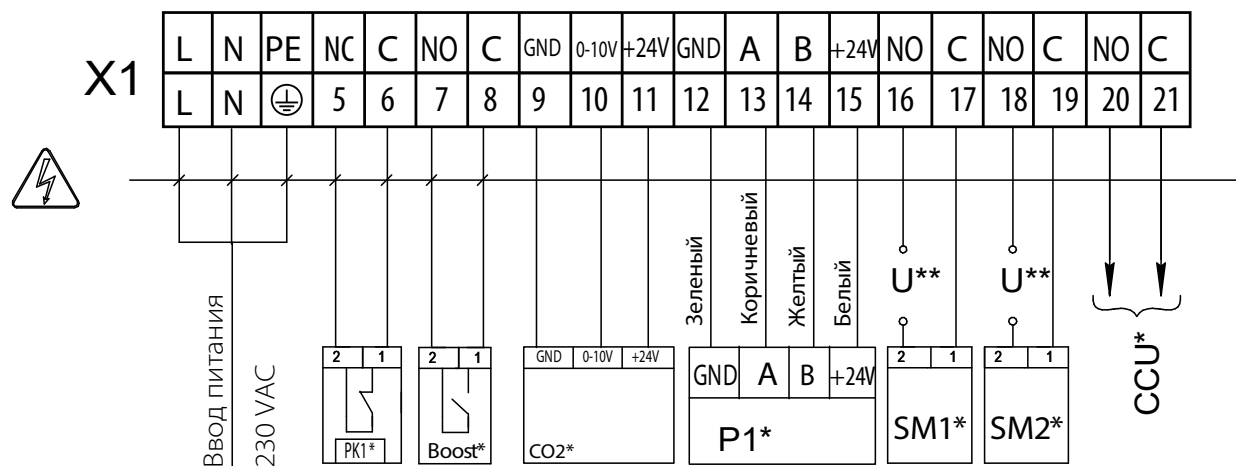 X1
L N PE NC C NO C GND 0-10V +24V GND A B +24V NO C NO C NO C
L N 5 6 7 8 9 10 11 12 13 14 15 16 17 18 19 20 21
Зеленый
Коричневый
Желтый
Белый
U** U**
Ввод питания
230 VAC
2 1 2 1 GND 0-10V +24V GND A B +24V 2 1 2 1
PK1* Boost* CO2* P1* SM1* SM2*
CCU*